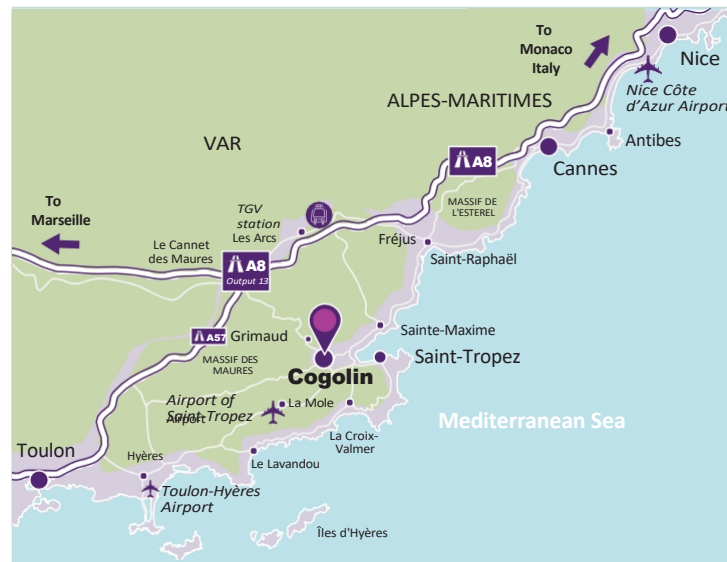 To
Monaco
Italy
Nice
Nice Côte
d'Azur Airport
ALPES-MARITIMES
Antibes
VAR
A8
Cannes
To
Marseille
MASSIF DE
L'ESTEREL
TGV
station
Les Arcs
Le Cannet
des Maures
Fréjus
Saint-Raphaël
A8
Output 13
A57
Grimaud
Sainte-Maxime
MASSIF DES
MAURES
Cogolin
Saint-Tropez
Airport of
Saint-Tropez
Airport
La Mole
Mediterranean Sea
La Croix-
Valmer
Toulon
Hyères
Le Lavandou
Toulon-Hyères
Airport
Îles d'Hyères